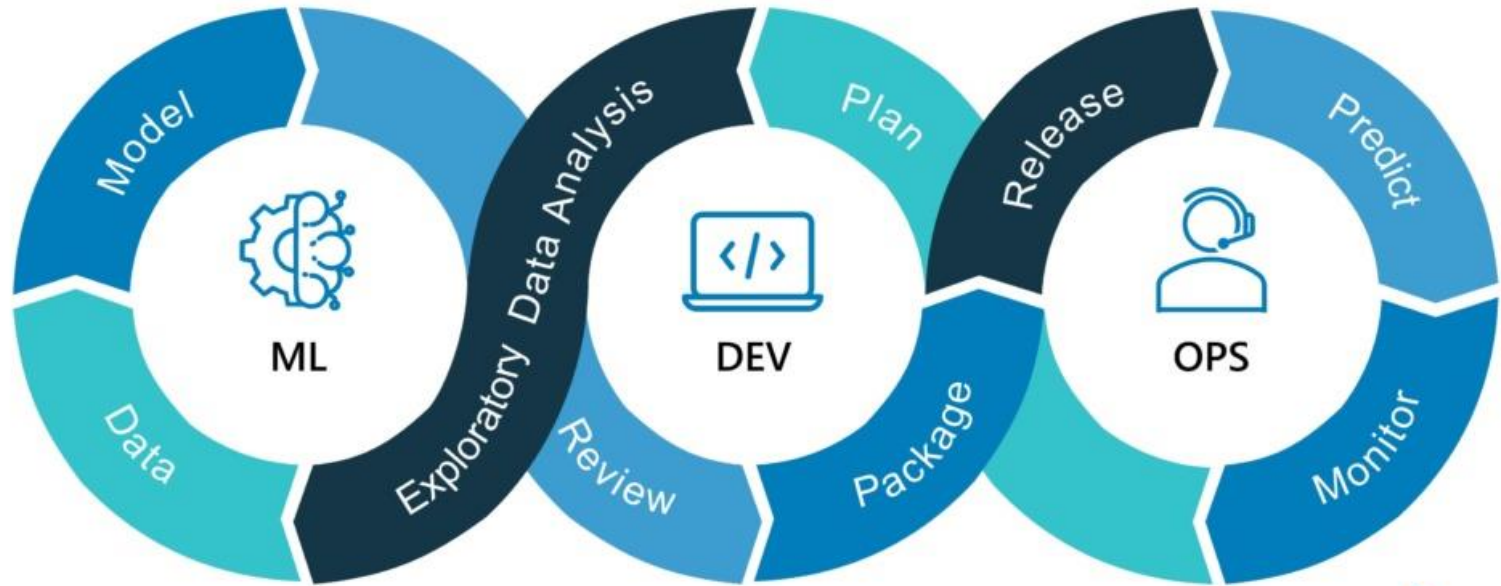 Model
Data
ML
Exploratory Data Analysis
Review
Plan
DEV
Package
Release
Predict
OPS
Monitor